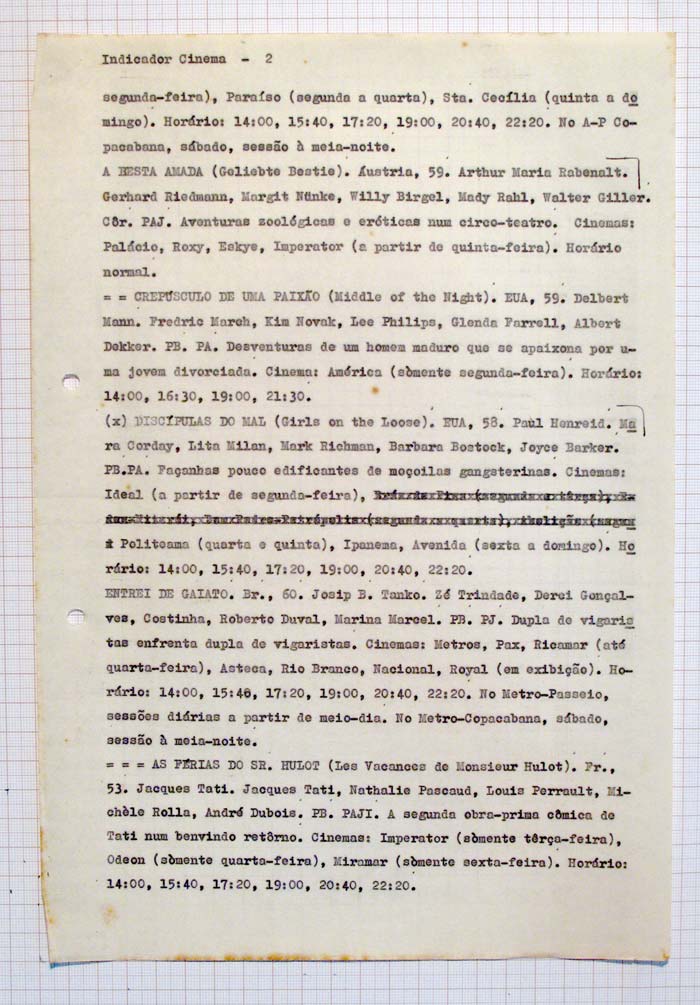 Indicador Cinema - 2
segunda-feira), Paraíso (segunda a quarta), Sta. Cecília (quinta a do
mingo). Horário: 14:00, 15:40, 17:20, 19:00, 20:40, 22:20. No A-P Co-
pacabana, sábado, sessão à meia-noite.
A BESTA AMADA (Geliebte Bestie). Áustria, 59. Arthur Maria Rabenalt.
Gerhard Riedmann, Margit Nünke, Willy Birgel, Mady Rahl, Walter Giller.
Côr. PAJ. Aventuras zoológicas e eróticas num circo-teatro. Cinemas:
Palácio, Roxy, Eskye, Imperator (a partir de quinta-feira). Horário
normal.
= = CREPÚSCULO DE UMA PAIXÃO (Middle of the Night). EUA, 59. Delbert
Mann. Fredric March, Kim Novak, Lee Philips, Glenda Farrell, Albert
Dekker. PB. PA. Desventuras de um homem maduro que se apaixona por u-
ma jovem divorciada. Cinema: América (sòmente segunda-feira). Horário:
14:00, 16:30, 19:00, 21:30.
(x) DISCÍPULAS DO MAL (Girls on the Loose). EUA, 58. Paul Henreid. Ma
ra Corday, Lita Milan, Mark Richman, Barbara Bostock, Joyce Barker.
PB.PA. Façanhas pouco edificantes de moçoilas gangsterinas. Cinemas:
Ideal (a partir de segunda-feira),
Politeama (quarta e quinta), Ipanema, Avenida (sexta a domingo). Ho
rário: 14:00, 15:40, 17:20, 19:00, 20:40, 22:20.
ENTREI DE GAIATO. Br., 60. Josip B. Tanko. Zé Trindade, Derci Gonçal-
ves, Costinha, Roberto Duval, Marina Marcel. PB. PJ. Dupla de vigaris
tas enfrenta dupla de vigaristas. Cinemas: Metros, Pax, Ricamar (até
quarta-feira), Asteca, Rio Branco, Nacional, Royal (em exibição). Ho-
rário: 14:00, 15:40, 17:20, 19:00, 20:40, 22:20. No Metro-Passeio,
sessões diárias a partir de meio-dia. No Metro-Copacabana, sábado,
sessão à meia-noite.
= = = AS FÉRIAS DO SR. HULOT (Les Vacances de Monsieur Hulot). Fr.,
53. Jacques Tati. Jacques Tati, Nathalie Pascaud, Louis Perrault, Mi-
chèle Rolla, André Dubois. PB. PAJI. A segunda obra-prima cômica de
Tati num benvindo retôrno. Cinemas: Imperator (sòmente têrça-feira),
Odeon (sòmente quarta-feira), Miramar (sòmente sexta-feira). Horário:
14:00, 15:40, 17:20, 19:00, 20:40, 22:20.